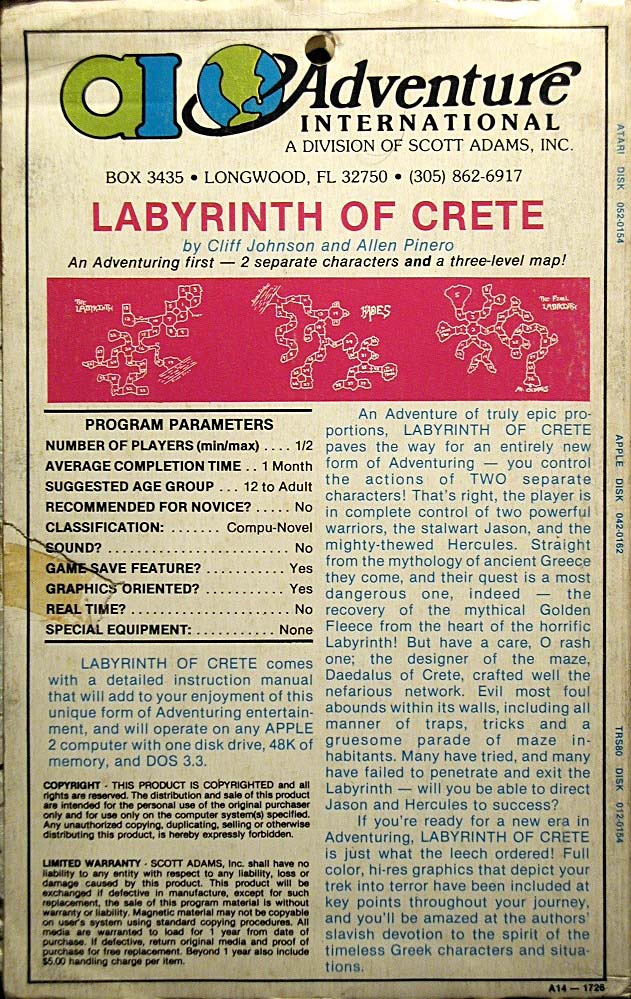 aI Adventure
INTERNATIONAL
A DIVISION OF SCOTT ADAMS, INC.
BOX 3435 • LONGWOOD, FL 32750 • (305) 862-6917
LABYRINTH OF CRETE
by Cliff Johnson and Allen Pinero
An Adventuring first — 2 separate characters and a three-level map!
THE LABYRINTH
HADES
THE FINAL LABYRINTH
PROGRAM PARAMETERS
NUMBER OF PLAYERS (min/max) .... 1/2
AVERAGE COMPLETION TIME .. 1 Month
SUGGESTED AGE GROUP ... 12 to Adult
RECOMMENDED FOR NOVICE? ..... No
CLASSIFICATION: ....... Compu-Novel
SOUND? ......................... No
GAME SAVE FEATURE? ........... Yes
GRAPHICS ORIENTED? ........... Yes
REAL TIME? ...................... No
SPECIAL EQUIPMENT: .......... None
LABYRINTH OF CRETE comes
with a detailed instruction manual
that will add to your enjoyment of this
unique form of Adventuring entertain-
ment, and will operate on any APPLE
2 computer with one disk drive, 48K of
memory, and DOS 3.3.
COPYRIGHT - THIS PRODUCT IS COPYRIGHTED and all
rights are reserved. The distribution and sale of this product
are intended for the personal use of the original purchaser
only and for use only on the computer system(s) specified.
Any unauthorized copying, duplicating, selling or otherwise
distributing this product, is hereby expressly forbidden.
LIMITED WARRANTY - SCOTT ADAMS, Inc. shall have no
liability to any entity with respect to any liability, loss or
damage caused by this product. This product will be
exchanged if defective in manufacture, except for such
replacement, the sale of this program material is without
warranty or liability. Magnetic material may not be copyable
on user's system using standard copying procedures. All
media are warranted to load for 1 year from date of
purchase. If defective, return original media and proof of
purchase for free replacement. Beyond 1 year also include
$5.00 handling charge per item.
An Adventure of truly epic pro-
portions, LABYRINTH OF CRETE
paves the way for an entirely new
form of Adventuring — you control
the actions of TWO separate
characters! That's right, the player is
in complete control of two powerful
warriors, the stalwart Jason, and the
mighty-thewed Hercules. Straight
from the mythology of ancient Greece
they come, and their quest is a most
dangerous one, indeed — the
recovery of the mythical Golden
Fleece from the heart of the horrific
Labyrinth! But have a care, O rash
one; the designer of the maze,
Daedalus of Crete, crafted well the
nefarious network. Evil most foul
abounds within its walls, including all
manner of traps, tricks and a
gruesome parade of maze in-
habitants. Many have tried, and many
have failed to penetrate and exit the
Labyrinth — will you be able to direct
Jason and Hercules to success?
If you're ready for a new era in
Adventuring, LABYRINTH OF CRETE
is just what the leech ordered! Full
color, hi-res graphics that depict your
trek into terror have been included at
key points throughout your journey,
and you'll be amazed at the authors'
slavish devotion to the spirit of the
timeless Greek characters and situa-
tions.
A14 — 1726
ATARI DISK 052-0154
APPLE DISK 042-0162
TRS80 DISK 012-0154